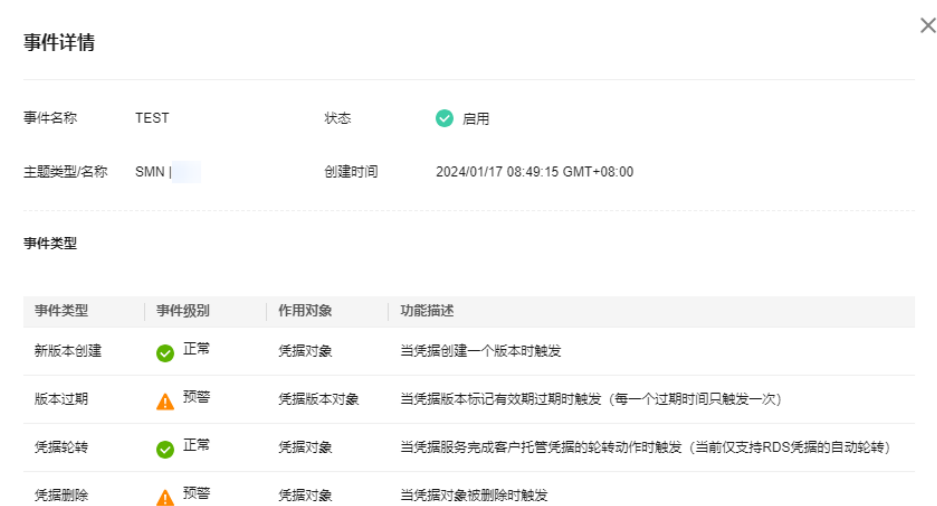 事件详情
事件名称 TEST 状态 启用
主题类型/名称 SMN | 创建时间 2024/01/17 08:49:15 GMT+08:00
事件类型
事件类型 事件级别 作用对象 功能描述
新版本创建 正常 凭据对象 当凭据创建一个版本时触发
版本过期 预警 凭据版本对象 当凭据版本标记有效期过期时触发（每一个过期时间只触发一次）
凭据轮转 正常 凭据对象 当凭据服务完成客户托管凭据的轮转动作时触发（当前仅支持RDS凭据的自动轮转）
凭据删除 预警 凭据对象 当凭据对象被删除时触发